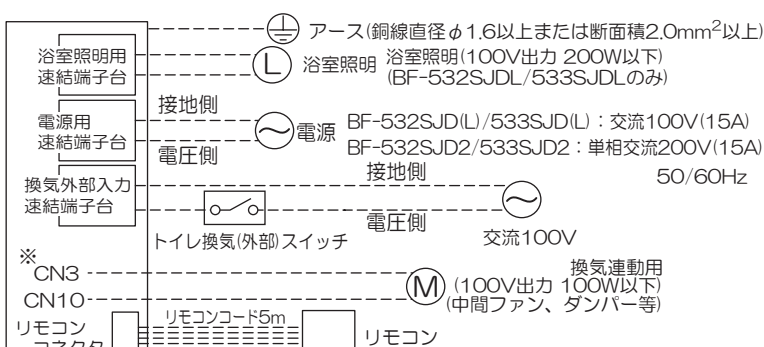 アース(銅線直径φ1.6以上または断面積2.0mm²以上)
浴室照明用
速結端子台
L
浴室照明
浴室照明(100V出力 200W以下)
(BF-532SJDL/533SJDLのみ)
接地側
電源用
速結端子台
電源
BF-532SJD(L)/533SJD(L)：交流100V(15A)
BF-532SJD2/533SJD2：単相交流200V(15A)
50/60Hz
電圧側
接地側
換気外部入力
速結端子台
電圧側
トイレ換気(外部)スイッチ
交流100V
※
CN3
CN10
M
換気連動用
(100V出力 100W以下)
(中間ファン、ダンパー等)
リモコンコード5m
リモコン
コネクタ
リモコン